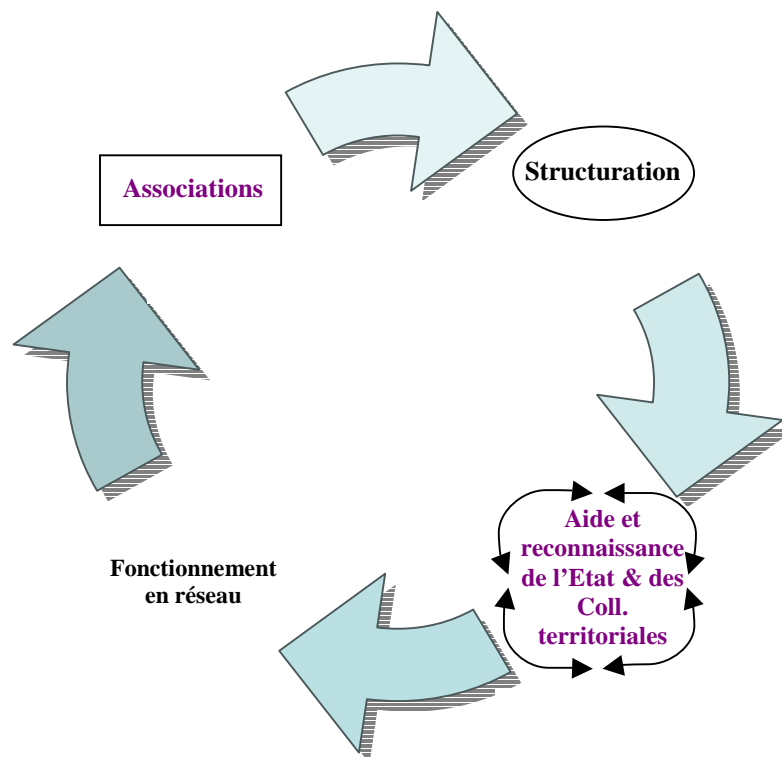 Associations
Structuration
Aide et
reconnaissance
de l'Etat & des
Coll.
territoriales
Fonctionnement
en réseau